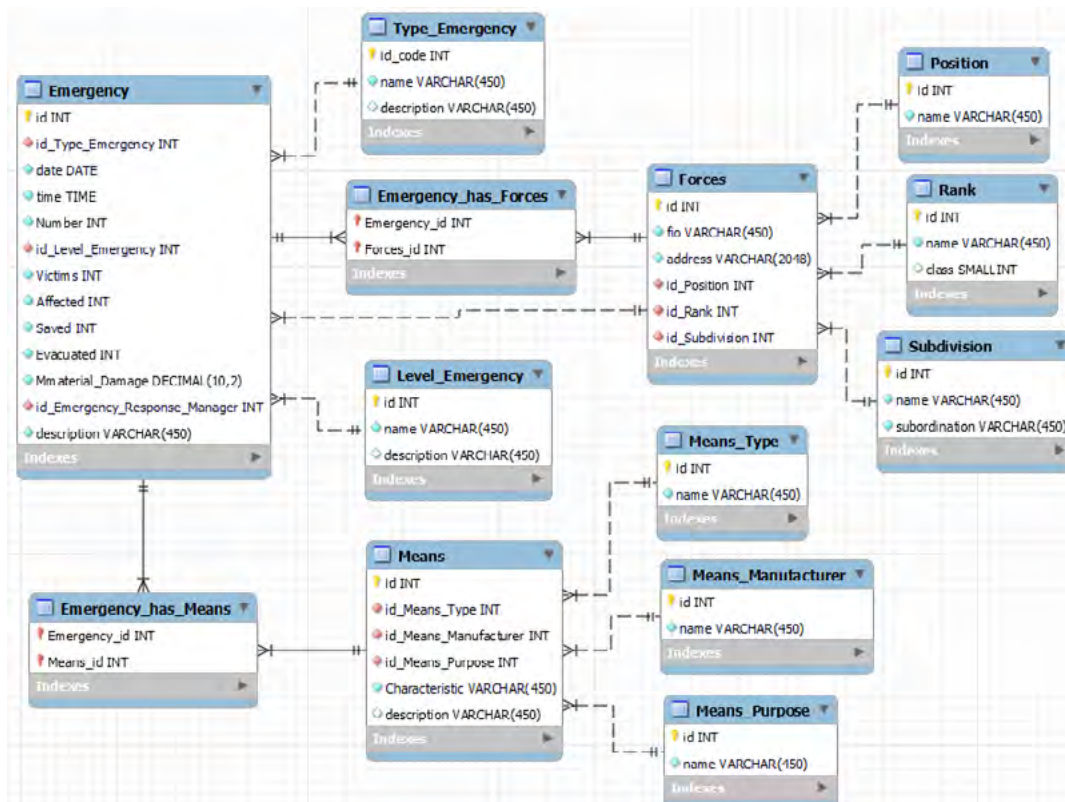 Type_Emergency
id_code INT
name VARCHAR(450)
description VARCHAR(450)
Indexes
Emergency
id INT
id_Type_Emergency INT
date DATE
time TIME
Number INT
id_Level_Emergency INT
Victims INT
Affected INT
Saved INT
Evacuated INT
Mmaterial_Damage DECIMAL(10,2)
id_Emergency_Response_Manager INT
description VARCHAR(450)
Indexes
Emergency_has_Forces
Emergency_id INT
Forces_id INT
Indexes
Forces
id INT
fio VARCHAR(450)
address VARCHAR(2048)
id_Position INT
id_Rank INT
id_Subdivision INT
Indexes
Position
id INT
name VARCHAR(450)
Indexes
Rank
id INT
name VARCHAR(450)
class SMALLINT
Indexes
Subdivision
id INT
name VARCHAR(450)
subordination VARCHAR(450)
Indexes
Level_Emergency
id INT
name VARCHAR(450)
description VARCHAR(450)
Indexes
Means_Type
id INT
name VARCHAR(450)
Indexes
Means
id INT
id_Means_Type INT
id_Means_Manufacturer INT
id_Means_Purpose INT
Characteristic VARCHAR(450)
description VARCHAR(450)
Indexes
Means_Manufacturer
id INT
name VARCHAR(450)
Indexes
Emergency_has_Means
Emergency_id INT
Means_id INT
Indexes
Means_Purpose
id INT
name VARCHAR(450)
Indexes